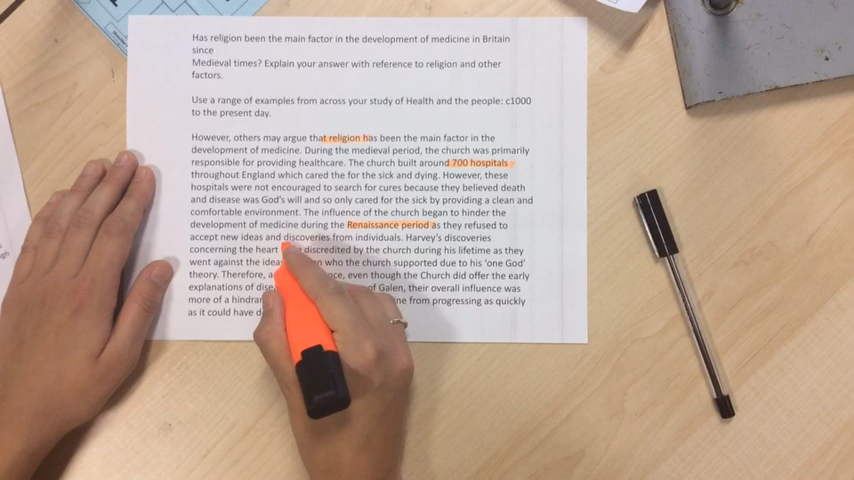 Has religion been the main factor in the development of medicine in Britain
since
Medieval times? Explain your answer with reference to religion and other
factors.
Use a range of examples from across your study of Health and the people: c1000
to the present day.
However, others may argue that religion has been the main factor in the
development of medicine. During the medieval period, the church was primarily
responsible for providing healthcare. The church built around 700 hospitals
throughout England which cared the for the sick and dying. However, these
hospitals were not encouraged to search for cures because they believed death
and disease was God's will and so only cared for the sick by providing a clean and
comfortable environment. The influence of the church began to hinder the
development of medicine during the Renaissance period as they refused to
accept new ideas and discoveries from individuals. Harvey's discoveries
concerning the heart discredited by the church during his lifetime as they
went against the who the church supported due to his 'one God'
theory. Therefore, even though the Church did offer the early
explanations of of Galen, their overall influence was
more of a from progressing as quickly
as it could have